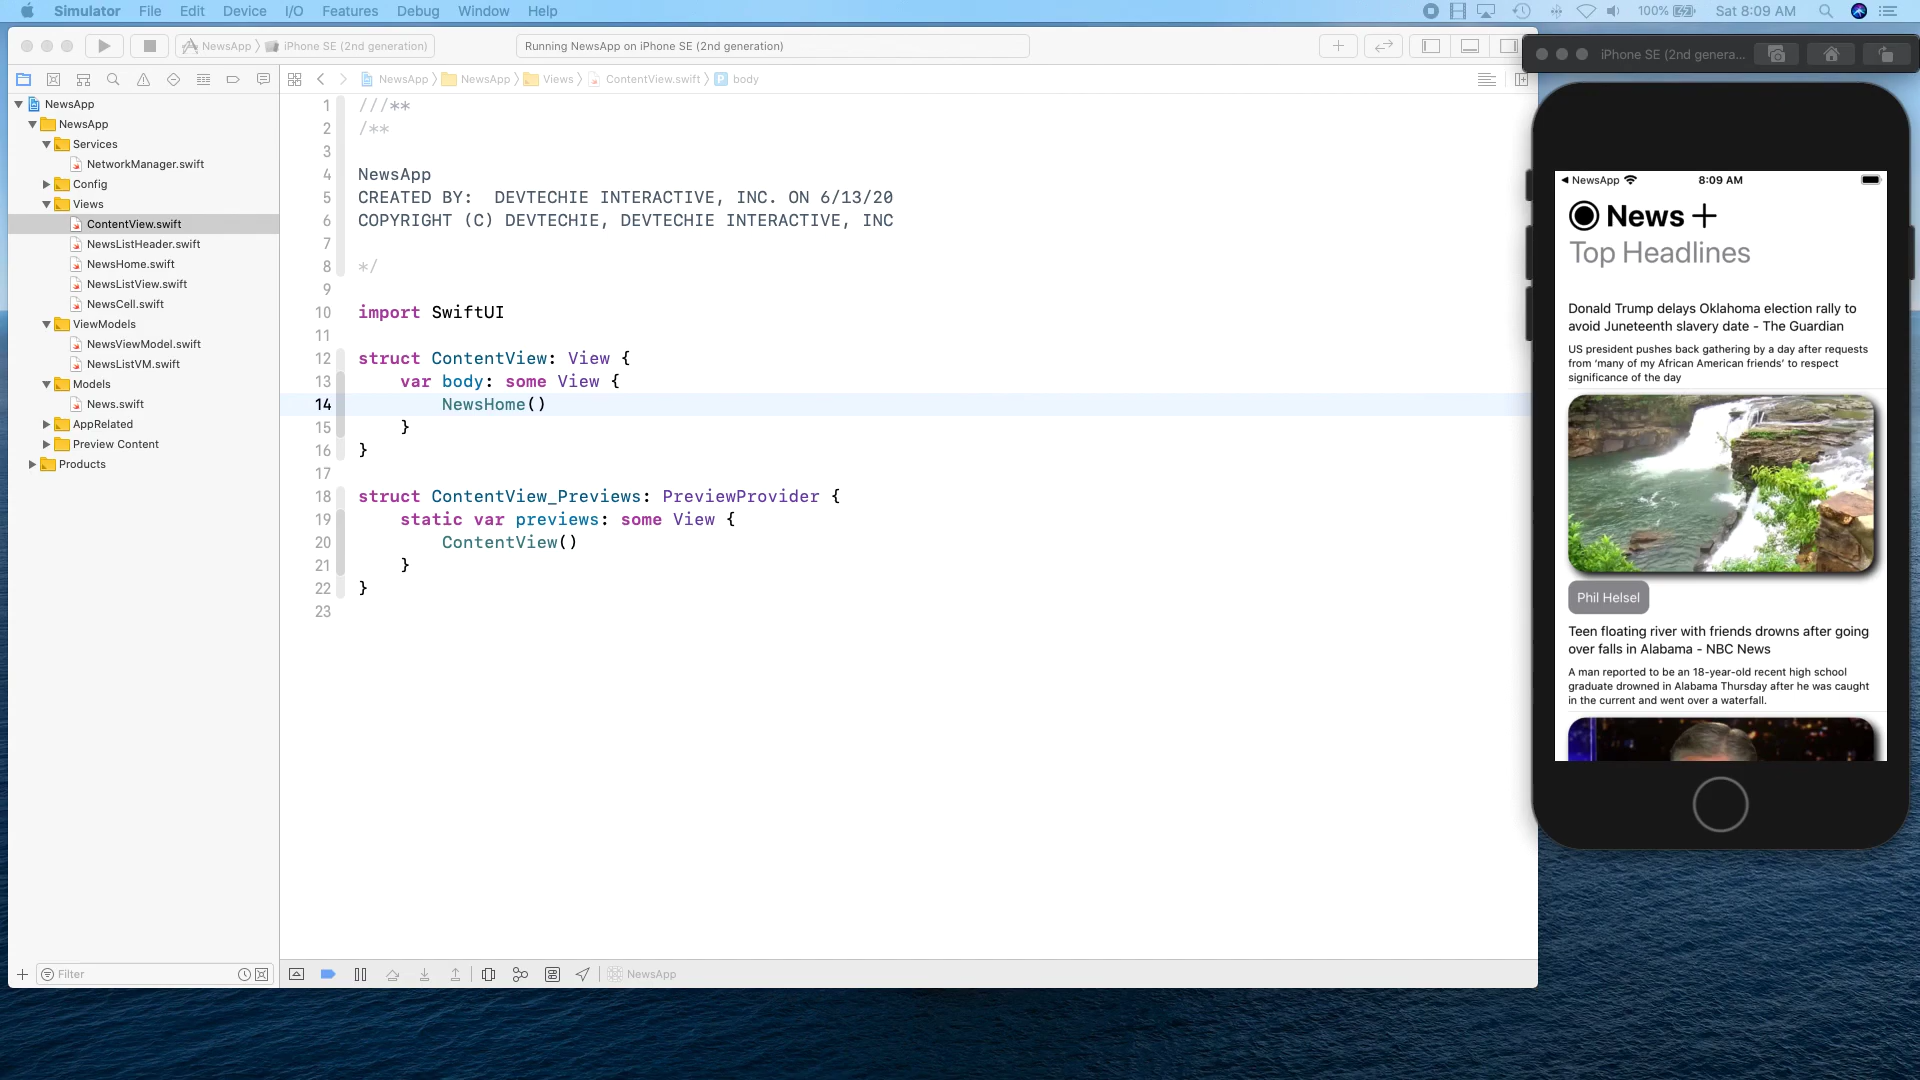 Simulator File Edit Device I/O Features Debug Window Help
100% Sat 8:09 AM
NewsApp iPhone SE (2nd generation)
Running NewsApp on iPhone SE (2nd generation)
iPhone SE (2nd genera...
NewsApp NewsApp Views ContentView.swift P body
NewsApp
NewsApp
Services
NetworkManager.swift
Config
Views
ContentView.swift
NewsListHeader.swift
NewsHome.swift
NewsListView.swift
NewsCell.swift
ViewModels
NewsViewModel.swift
NewsListVM.swift
Models
News.swift
AppRelated
Preview Content
Products
Filter
1 ///**
2 /**
3
4 NewsApp
5 CREATED BY: DEVTECHIE INTERACTIVE, INC. ON 6/13/20
6 COPYRIGHT (C) DEVTECHIE, DEVTECHIE INTERACTIVE, INC
7
8 */
9
10 import SwiftUI
11
12 struct ContentView: View {
13 var body: some View {
14 NewsHome()
15 }
16 }
17
18 struct ContentView_Previews: PreviewProvider {
19 static var previews: some View {
20 ContentView()
21 }
22 }
23
NewsApp
NewsApp 8:09 AM
News +
Top Headlines
Donald Trump delays Oklahoma election rally to
avoid Juneteenth slavery date - The Guardian
US president pushes back gathering by a day after requests
from ‘many of my African American friends’ to respect
significance of the day
Phil Helsel
Teen floating river with friends drowns after going
over falls in Alabama - NBC News
A man reported to be an 18-year-old recent high school
graduate drowned in Alabama Thursday after he was caught
in the current and went over a waterfall.